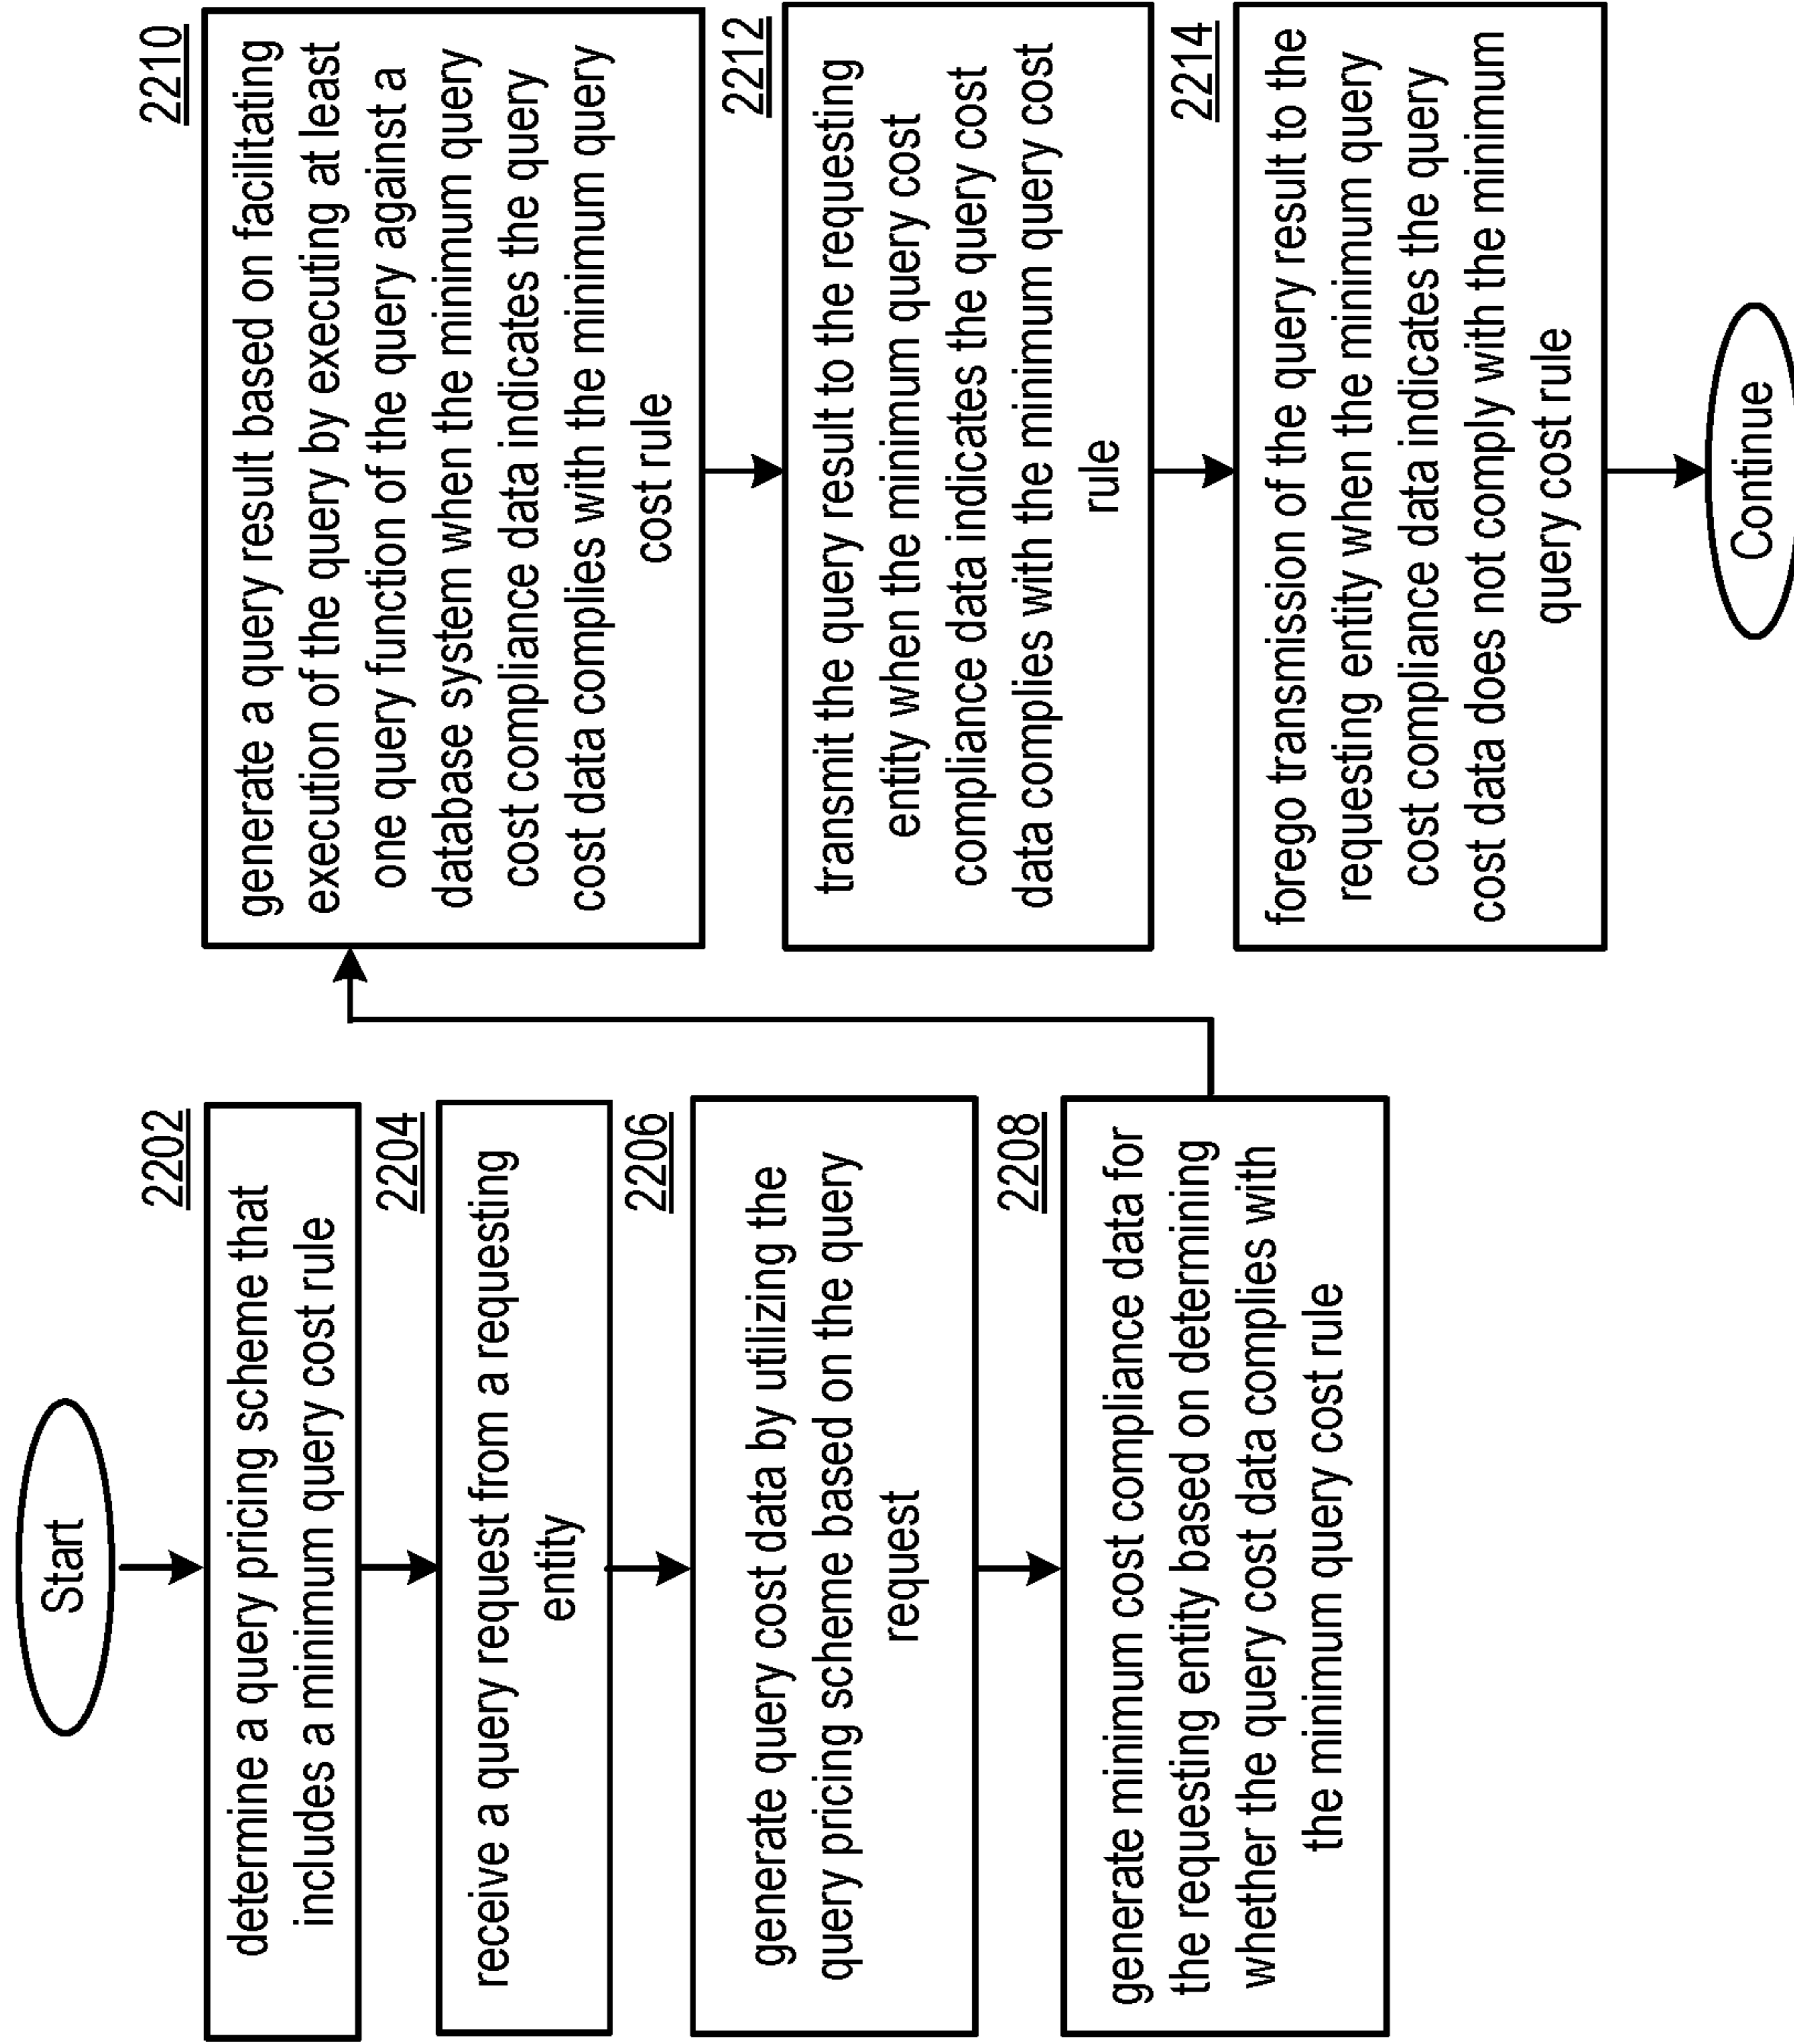 Start
2202
determine a query pricing scheme that
includes a minimum query cost rule
2204
receive a query request from a requesting
entity
2206
generate query cost data by utilizing the
query pricing scheme based on the query
request
2208
generate minimum cost compliance data for
the requesting entity based on determining
whether the query cost data complies with
the minimum query cost rule
2210
generate a query result based on facilitating
execution of the query by executing at least
one query function of the query against a
database system when the minimum query
cost compliance data indicates the query
cost data complies with the minimum query
cost rule
2212
transmit the query result to the requesting
entity when the minimum query cost
compliance data indicates the query cost
data complies with the minimum query cost
rule
2214
forego transmission of the query result to the
requesting entity when the minimum query
cost compliance data indicates the query
cost data does not comply with the minimum
query cost rule
Continue